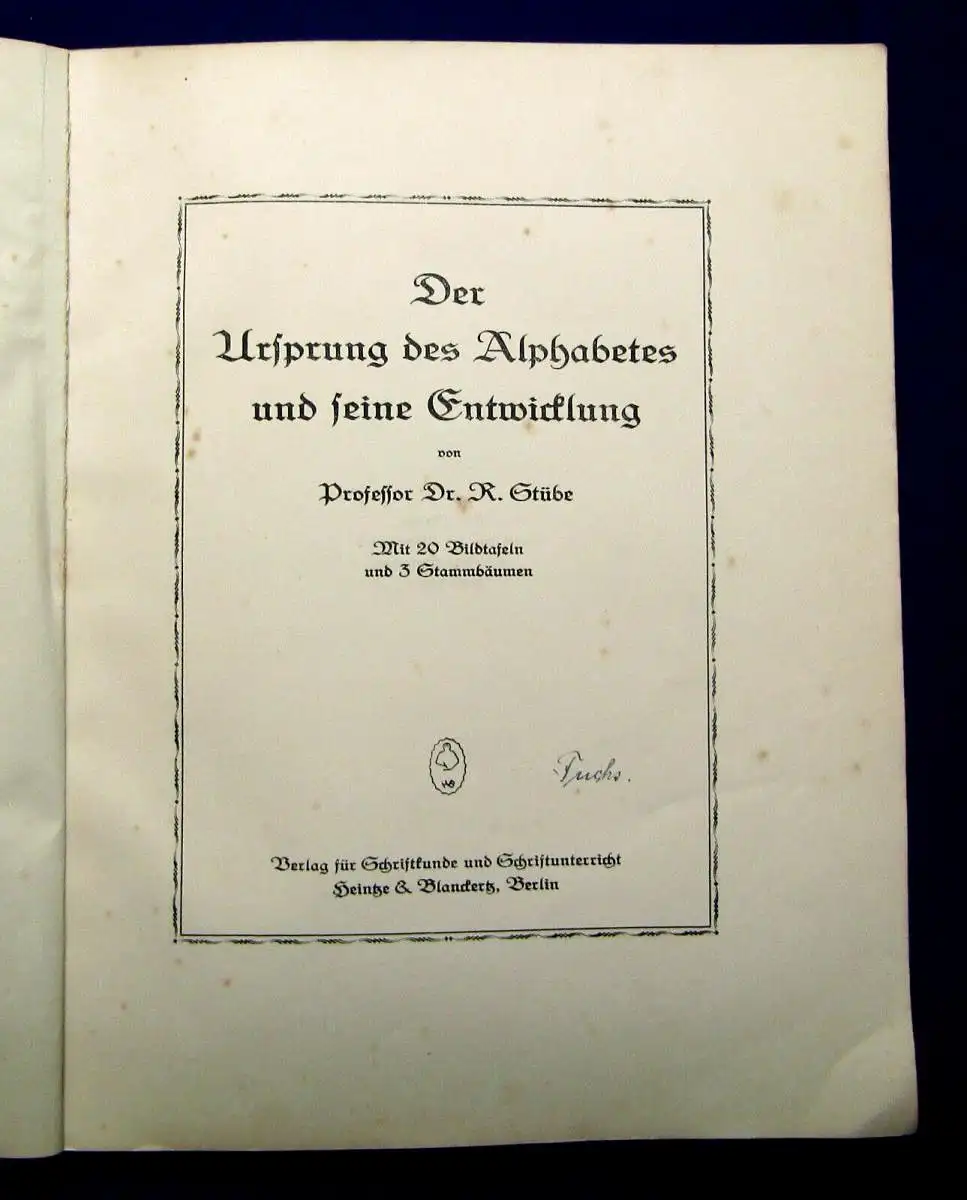 Der
Ursprung des Alphabetes
und seine Entwicklung
von
Professor Dr. R. Stübe
Mit 20 Bildtafeln
und 3 Stammbäumen
Fuchs.
Verlag für Schriftkunde und Schriftunterricht
Heintze & Blanckertz, Berlin